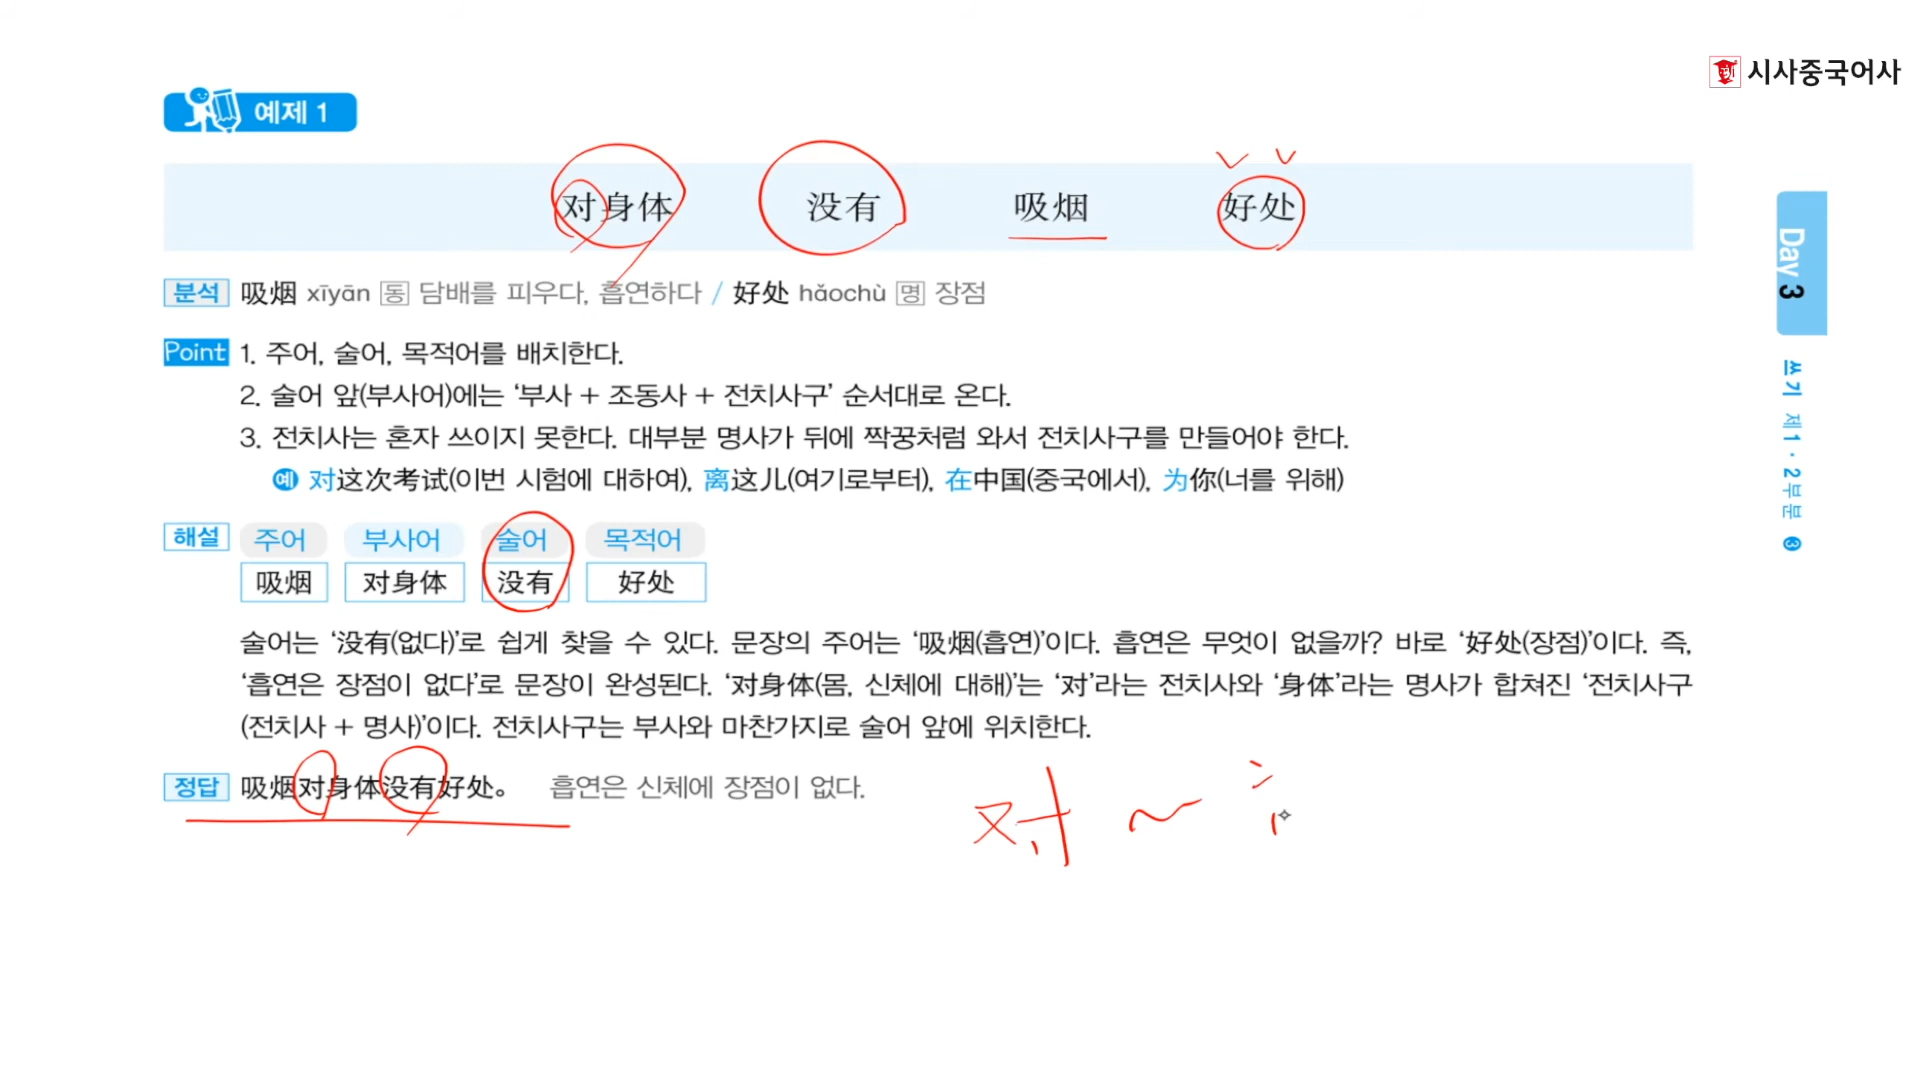 시사중국어사
예제 1
对身体 没有 吸烟 好处
분석 吸烟 xīyān 동 담배를 피우다, 흡연하다 / 好处 hǎochù 명 장점
Point 1. 주어, 술어, 목적어를 배치한다.
2. 술어 앞(부사어)에는 ‘부사 + 조동사 + 전치사구’ 순서대로 온다.
3. 전치사는 혼자 쓰이지 못한다. 대부분 명사가 뒤에 짝꿍처럼 와서 전치사구를 만들어야 한다.
예 对这次考试(이번 시험에 대하여), 离这儿(여기로부터), 在中国(중국에서), 为你(너를 위해)
해설 주어 부사어 술어 목적어
吸烟 对身体 没有 好处
술어는 ‘没有(없다)’로 쉽게 찾을 수 있다. 문장의 주어는 ‘吸烟(흡연)’이다. 흡연은 무엇이 없을까? 바로 ‘好处(장점)’이다. 즉,
‘흡연은 장점이 없다’로 문장이 완성된다. ‘对身体(몸, 신체에 대해)’는 ‘对’라는 전치사와 ‘身体’라는 명사가 합쳐진 ‘전치사구
(전치사 + 명사)’이다. 전치사구는 부사와 마찬가지로 술어 앞에 위치한다.
정답 吸烟对身体没有好处。 흡연은 신체에 장점이 없다.
对 ~
Day 3
쓰기 제1·2부분 ③